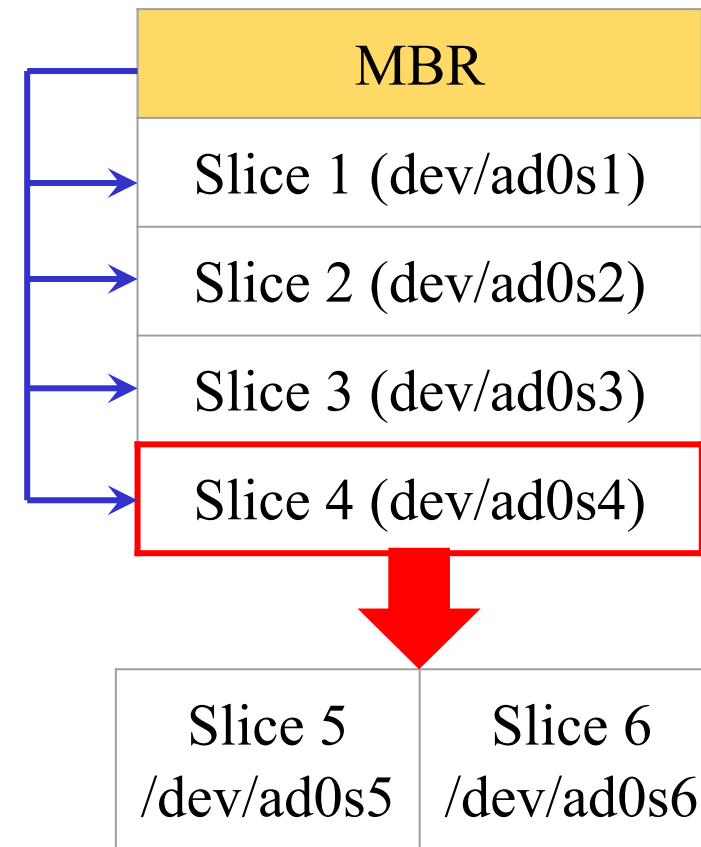 MBR
Slice 1 (dev/ad0s1)
Slice 2 (dev/ad0s2)
Slice 3 (dev/ad0s3)
Slice 4 (dev/ad0s4)
Slice 5
/dev/ad0s5
Slice 6
/dev/ad0s6